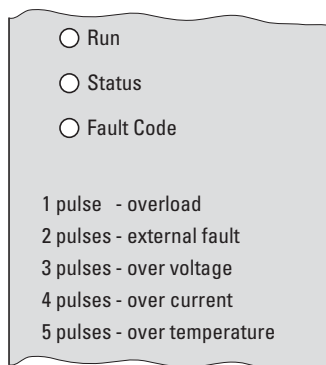 Run
Status
Fault Code
1 pulse - overload
2 pulses - external fault
3 pulses - over voltage
4 pulses - over current
5 pulses - over temperature